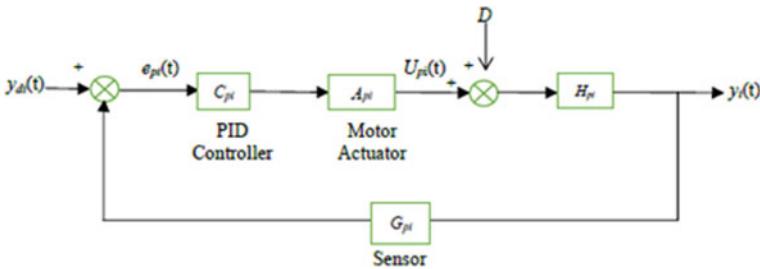 D
+
e_pi(t)
U_pi(t)
+
+
y_di(t)
C_pi
A_pi
H_pi
y_i(t)
PID
Controller
Motor
Actuator
G_pi
Sensor